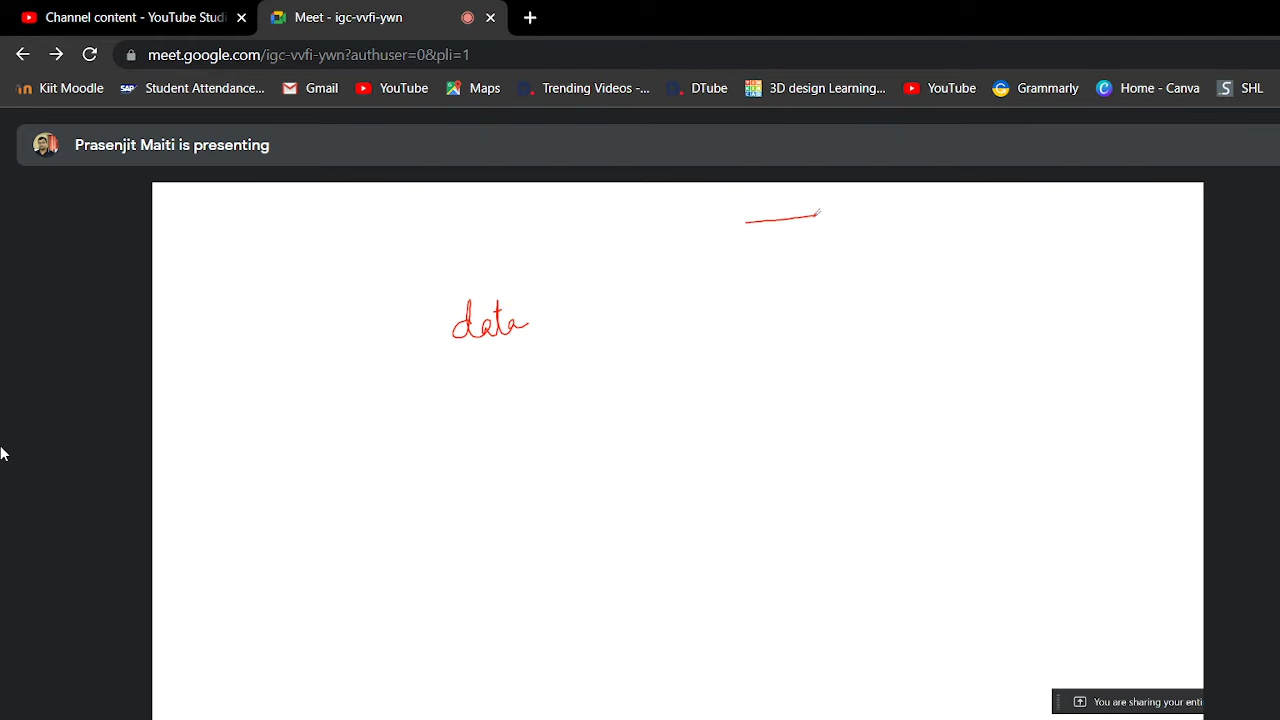 Channel content - YouTube Studi
Meet - igc-vvfi-ywn
meet.google.com/igc-vvfi-ywn?authuser=0&pli=1
Kiit Moodle
SAP
Student Attendance...
Gmail
YouTube
Maps
Trending Videos -...
DTube
3D design Learning...
YouTube
Grammarly
Home - Canva
SHL
Prasenjit Maiti is presenting
data
You are sharing your enti